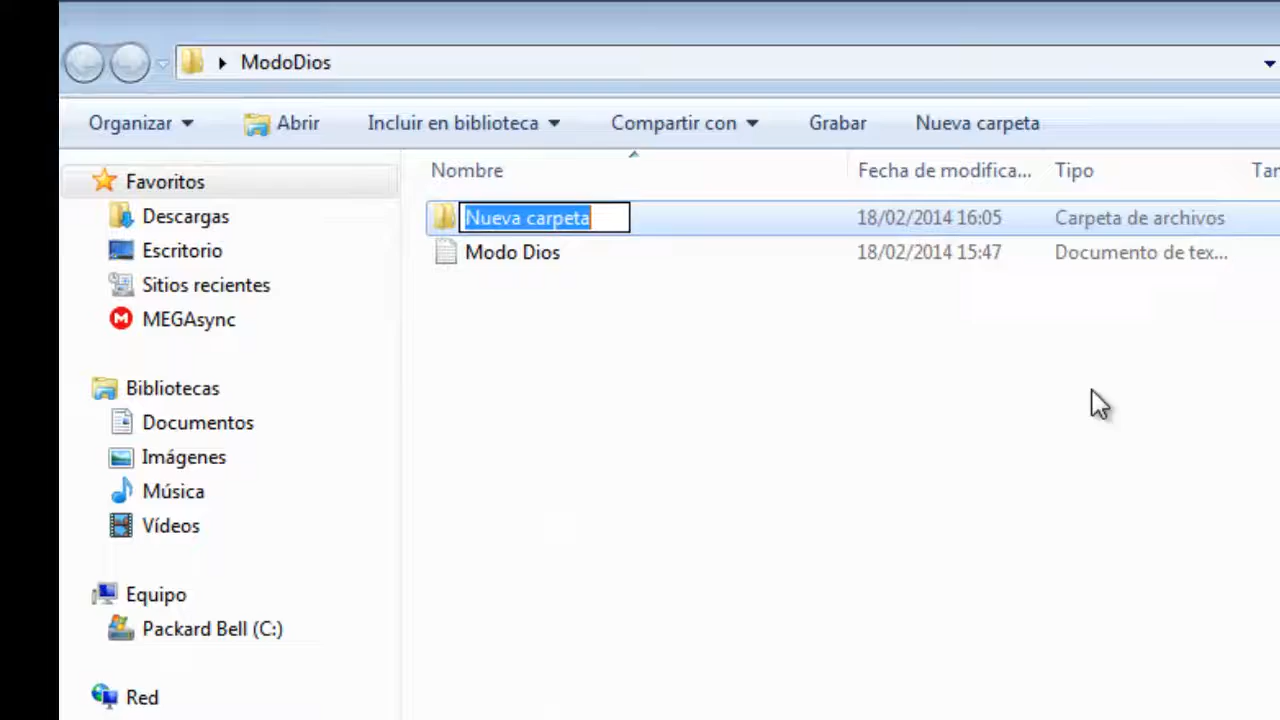 ModoDios
Organizar Abrir Incluir en biblioteca Compartir con Grabar Nueva carpeta
Nombre Fecha de modifica... Tipo Tar
Favoritos
Descargas
Escritorio
Sitios recientes
MEGAsync
Bibliotecas
Documentos
Imágenes
Música
Vídeos
Equipo
Packard Bell (C:)
Red
Nueva carpeta 18/02/2014 16:05 Carpeta de archivos
Modo Dios 18/02/2014 15:47 Documento de tex...